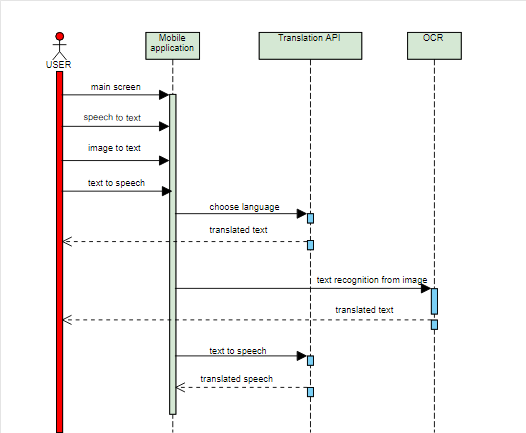 Mobile
application
Translation API
OCR
USER
main screen
speech to text
image to text
text to speech
choose language
translated text
text recognition from image
translated text
text to speech
translated speech